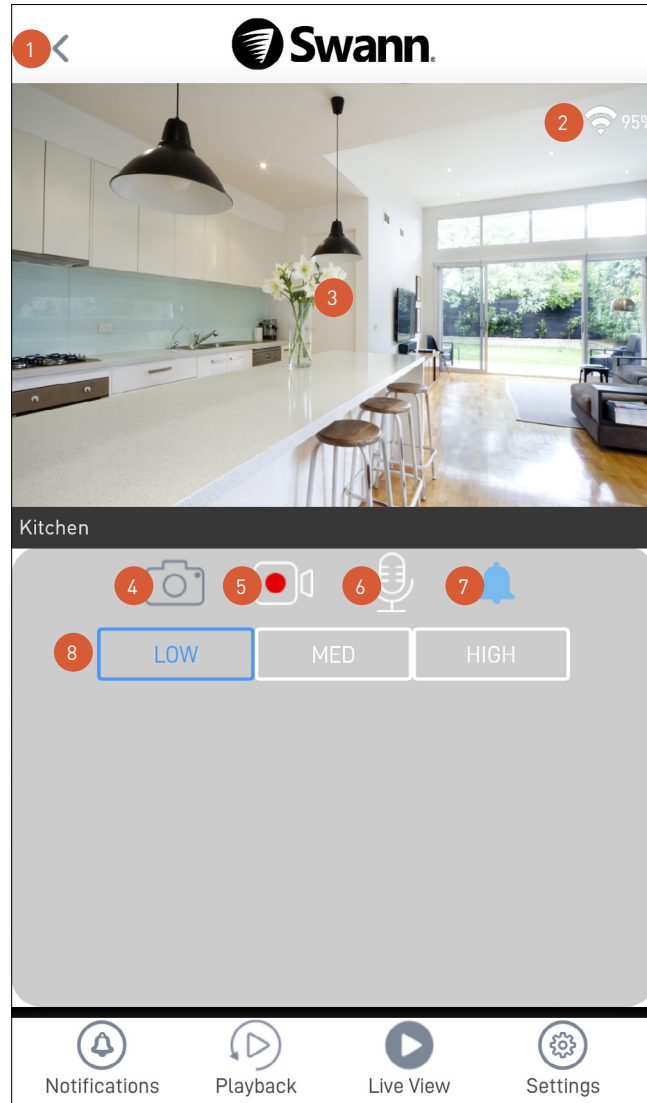 1
Swann
2
95%
3
Kitchen
4
5
6
7
8
LOW
MED
HIGH
Notifications
Playback
Live View
Settings